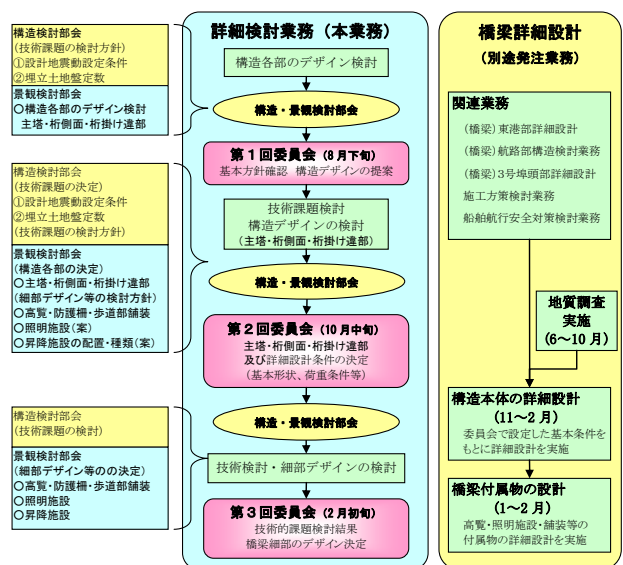 構造検討部会
(技術課題の検討方針)
①設計地震動設定条件
②埋立土地盤定数
景観検討部会
○構造各部のデザイン検討
主塔・桁側面・桁掛違部
構造検討部会
(技術課題の決定)
①設計地震動設定条件
②埋立土地盤定数
(技術課題の検討方針)
景観検討部会
(構造各部の決定)
○主塔・桁側面・桁掛違部
(細部デザイン等の検討方針)
○高覧・防護柵・歩道部舗装
○照明施設(案)
○昇降施設の配置・種類(案)
構造検討部会
(技術課題の検討)
景観検討部会
(細部デザイン等のの決定)
○高覧・防護柵・歩道部舗装
○照明施設
○昇降施設
詳細検討業務(本業務)
構造各部のデザイン検討
構造・景観検討部会
第1回委員会(8月下旬)
基本方針確認 構造デザインの提案
技術課題検討
構造デザインの検討
(主塔・桁側面・桁掛け違部)
構造・景観検討部会
第2回委員会(10月中旬)
主塔・桁側面・桁掛け違部
及び詳細設計条件の決定
(基本形状、荷重条件等)
構造・景観検討部会
技術検討・細部デザインの検討
第3回委員会(2月初旬)
技術的課題検討結果
橋梁細部のデザイン決定
橋梁詳細設計
(別途発注業務)
関連業務
(橋梁)東港部詳細設計
(橋梁)航路部構造検討業務
(橋梁)3号埠頭部詳細設計
施工方策検討業務
船舶航行安全対策検討業務
地質調査
実施
(6~10月)
構造本体の詳細設計
(11~2月)
委員会で設定した基本条件を
もとに詳細設計を実施
橋梁付属物の設計
(1~2月)
高覧・照明施設・舗装等の
付属物の詳細設計を実施